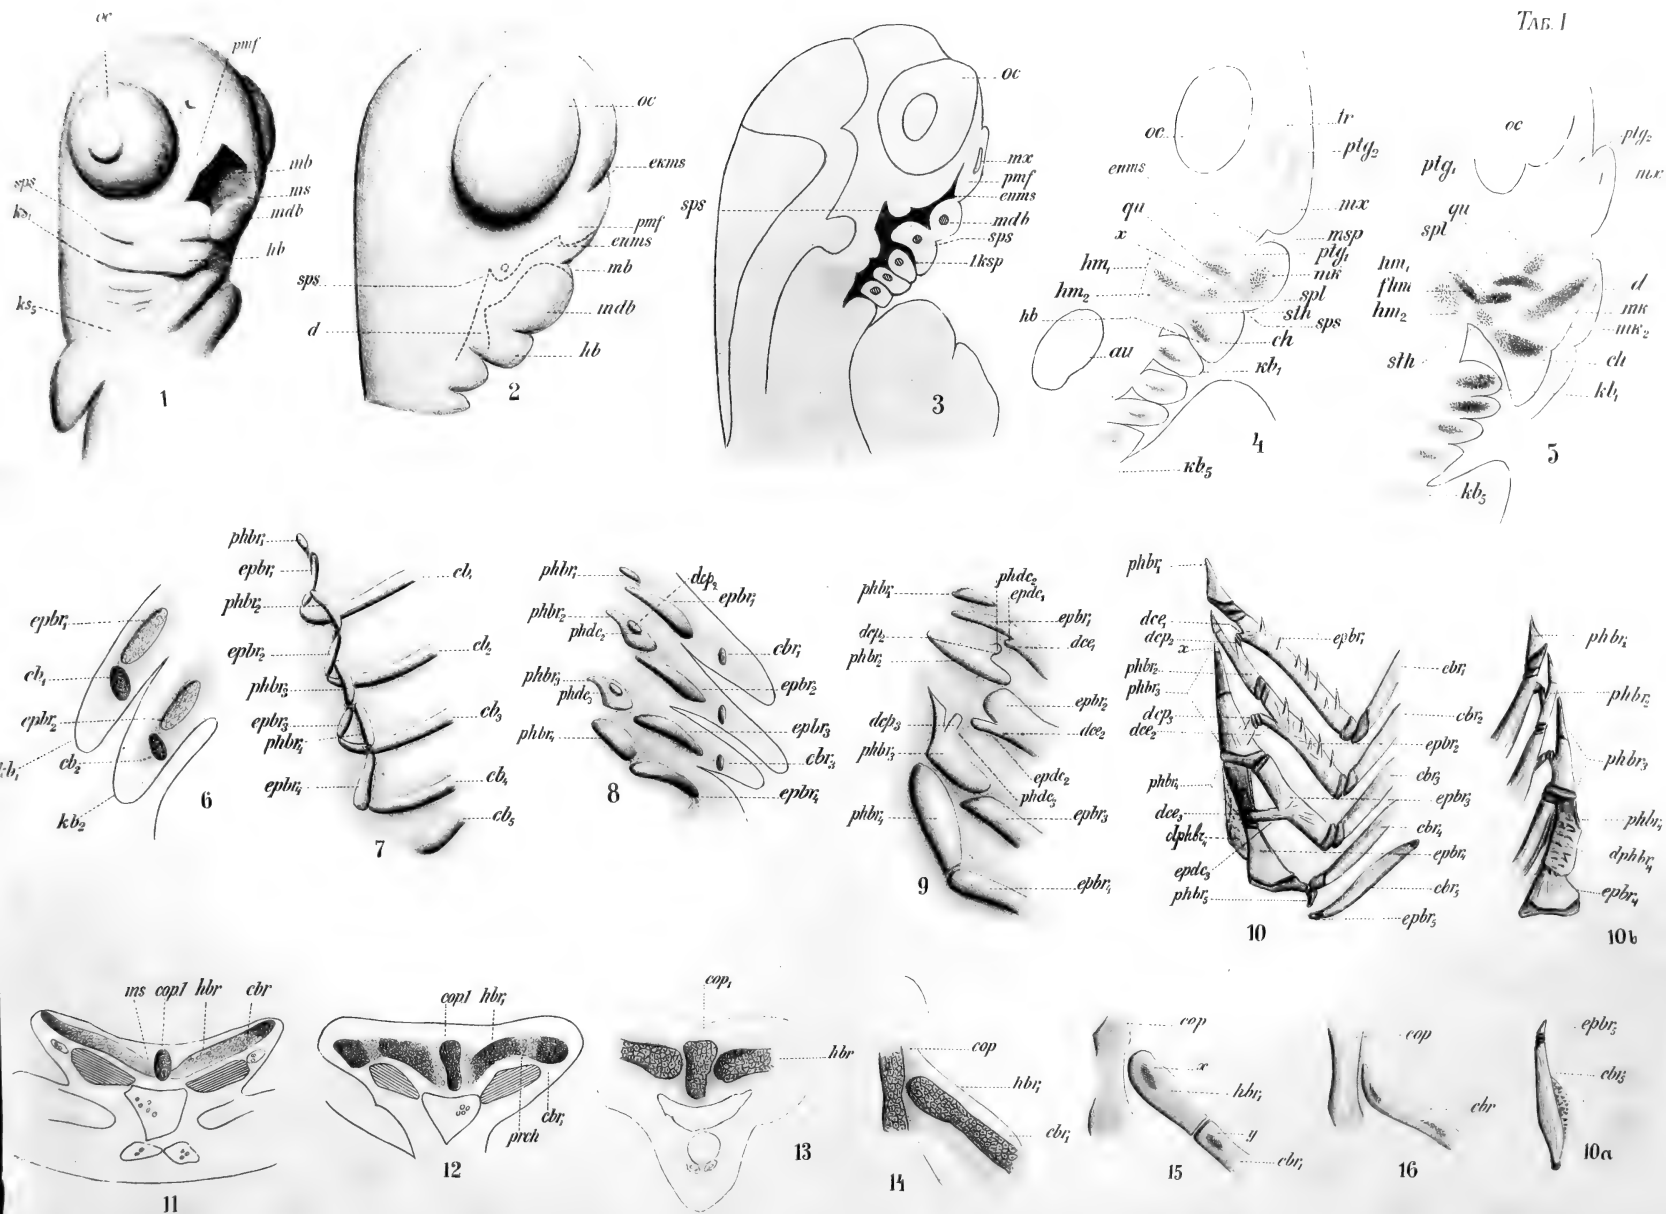 Таб. I
oc
pmf
mb
ms
mdb
hb
sps
ks₁
ks₅
1
oc
екms
pmf
enms
mb
mdb
hb
sps
d
2
oc
mx
pmf
enms
mdb
sps
1ksp
sps
3
oc
enms
qu
x
hm₁
hm₂
hb
au
tr
ptg₂
mx
msp
ptg₁
mк
spl
sth
sps
ch
кb₁
кb₅
4
oc
ptg₁
qu
spl
hm₁
fhm
hm₂
sth
ptg₂
mx
d
mк
mк₂
ch
kb₁
kb₅
5
epbr₁
cb₁
epbr₂
cb₂
kb₁
kb₂
6
phbr₁
epbr₁
phbr₂
epbr₂
phbr₃
epbr₃
phbr₄
epbr₄
cb₁
cb₂
cb₃
cb₄
cb₅
7
phbr₁
phbr₂
phdc₂
phbr₃
phdc₃
phbr₄
dcp₂
epbr₁
cbr₁
epbr₂
epbr₃
cbr₃
epbr₄
8
phbr₁
dcp₂
phbr₂
dcp₃
phbr₃
phbr₄
phdc₂
epdc₁
epbr₁
dce₁
epbr₂
dce₂
epdc₂
phdc₃
epbr₃
epbr₄
9
phbr₁
dce₁
dcp₂
x
phbr₂
phbr₃
dcp₃
dce₂
phbr₄
dce₃
dphbr₄
epdc₃
phbr₅
epbr₁
cbr₁
cbr₂
epbr₂
cbr₃
epbr₃
cbr₄
epbr₄
cbr₅
epbr₅
10
phbr₁
phbr₂
phbr₃
phbr₄
dphbr₄
epbr₄
10b
ms cop1 hbr cbr
11
cop1 hbr₁
cbr₁
prch
12
cop₁
hbr
13
cop
hbr₁
cbr₁
14
cop
x
hbr₁
y
cbr₁
15
cop
cbr
16
epbr₅
cbr₅
10a